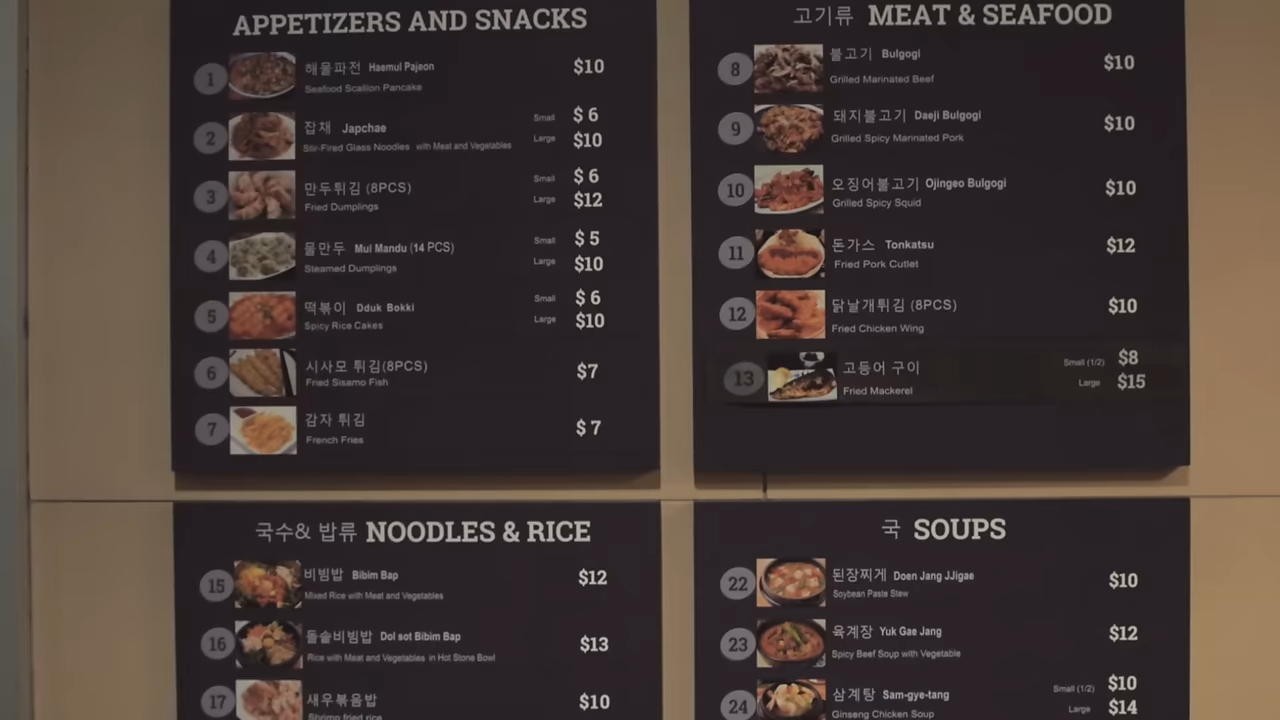 APPETIZERS AND SNACKS
1 해물파전 Haemul Pajeon $10
Seafood Scallion Pancake
2 잡채 Japchae Small $ 6
Stir-Fired Glass Noodles with Meat and Vegetables Large $10
3 만두튀김 (8PCS) Small $ 6
Fried Dumplings Large $12
4 물만두 Mul Mandu (14 PCS) Small $ 5
Steamed Dumplings Large $10
5 떡볶이 Dduk Bokki Small $ 6
Spicy Rice Cakes Large $10
6 시사모 튀김(8PCS) $7
Fried Sisamo Fish
7 감자 튀김 $ 7
French Fries
고기류 MEAT & SEAFOOD
8 불고기 Bulgogi $10
Grilled Marinated Beef
9 돼지불고기 Daeji Bulgogi $10
Grilled Spicy Marinated Pork
10 오징어불고기 Ojingeo Bulgogi $10
Grilled Spicy Squid
11 돈가스 Tonkatsu $12
Fried Pork Cutlet
12 닭날개튀김 (8PCS) $10
Fried Chicken Wing
13 고등어 구이 Small (1/2) $8
Fried Mackerel Large $15
국수& 밥류 NOODLES & RICE
15 비빔밥 Bibim Bap $12
Mixed Rice with Meat and Vegetables
16 돌솥비빔밥 Dol sot Bibim Bap $13
Rice with Meat and Vegetables in Hot Stone Bowl
17 새우볶음밥 $10
Shrimp fried rice
국 SOUPS
22 된장찌게 Doen Jang JJigae $10
Soybean Paste Stew
23 육계장 Yuk Gae Jang $12
Spicy Beef Soup with Vegetable
24 삼계탕 Sam-gye-tang Small (1/2) $10
Ginseng Chicken Soup Large $14